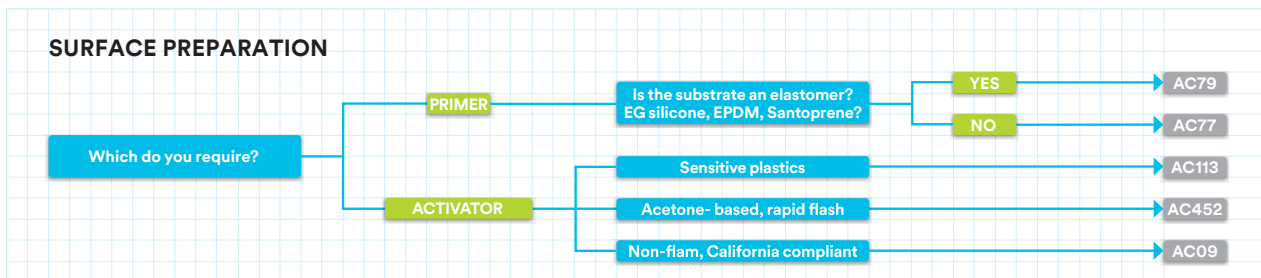 SURFACE PREPARATION
Which do you require?
PRIMER
Is the substrate an elastomer?
EG silicone, EPDM, Santoprene?
YES
AC79
NO
AC77
ACTIVATOR
Sensitive plastics
AC113
Acetone- based, rapid flash
AC452
Non-flam, California compliant
AC09